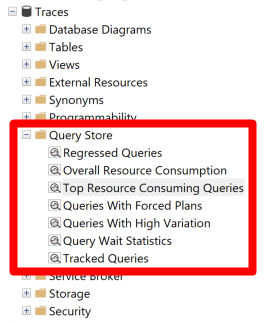 Traces
Database Diagrams
Tables
Views
External Resources
Synonyms
Programmability
Query Store
Regressed Queries
Overall Resource Consumption
Top Resource Consuming Queries
Queries With Forced Plans
Queries With High Variation
Query Wait Statistics
Tracked Queries
Service Broker
Storage
Security